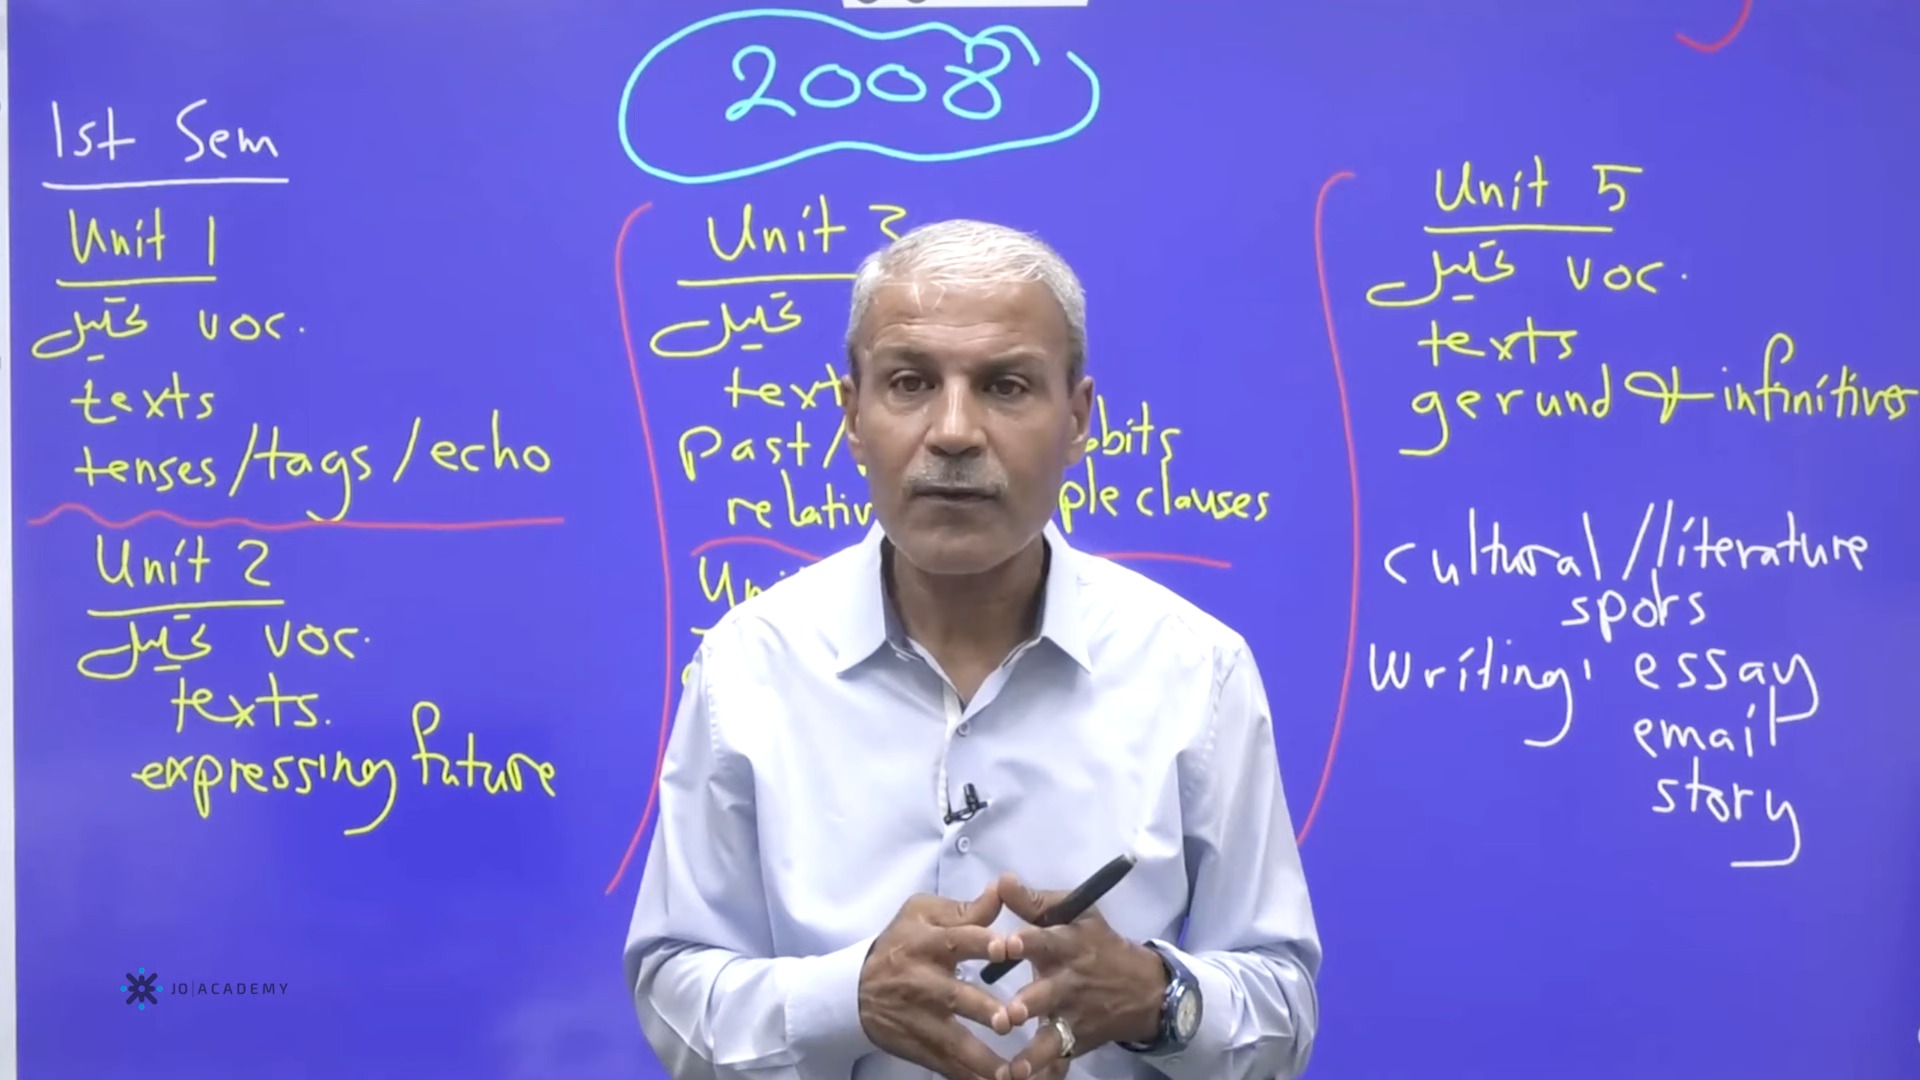 2008
1st Sem
Unit 1
تحليل voc.
texts
tenses/tags/echo
Unit 2
تحليل voc.
texts.
expressing future
Unit 3
تحليل
text
past/
relativ ple clauses
Unit 5
تحليل voc.
texts
gerund & infinitives
cultural//literature
spots
Writing: essay
email
story
JO|ACADEMY